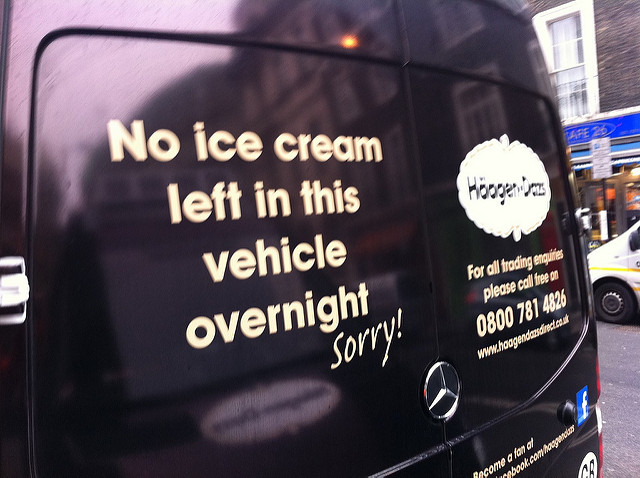 No ice cream
left in this
vehicle
overnight
Sorry!
Häagen-Dazs
For all trading enquiries
please call free on
0800 781 4826
www.haagendazsdirect.co.uk
f
Become a fan at
GB